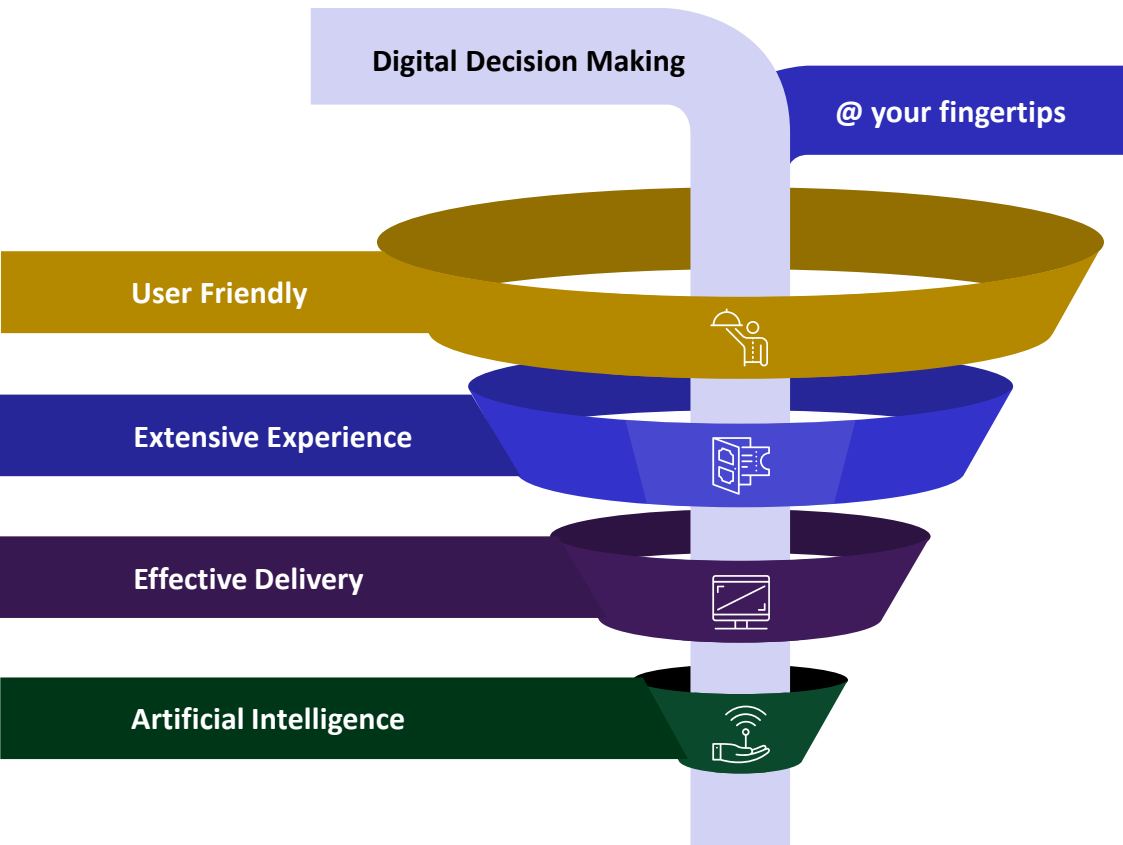 Digital Decision Making
@ your fingertips
User Friendly
Extensive Experience
Effective Delivery
Artificial Intelligence